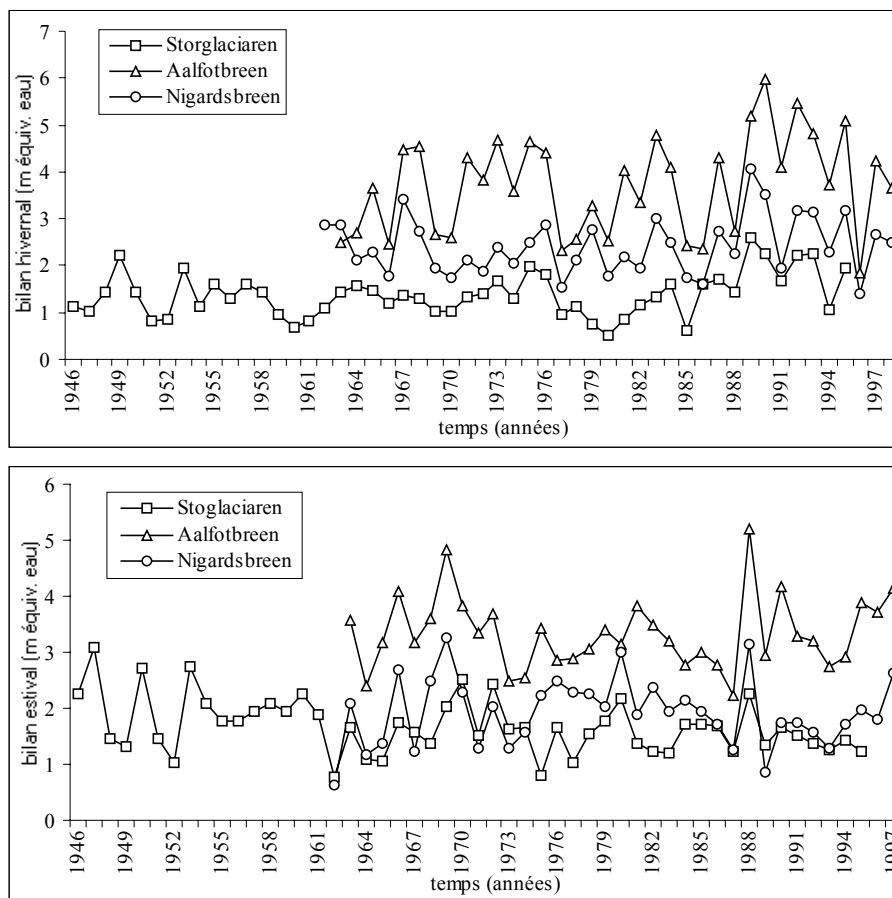 7
6
5
4
3
2
1
0
bilan hivernal (m équiv. eau)
Storglaciaren
Aalfotbreen
Nigardsbreen
1946 1949 1952 1955 1958 1961 1964 1967 1970 1973 1976 1979 1982 1985 1988 1991 1994 1997
temps (années)
6
5
4
3
2
1
0
bilan estival (m équiv. eau)
Stoglaciaren
Aalfotbreen
Nigardsbreen
1946 1949 1952 1955 1958 1961 1964 1967 1970 1973 1976 1979 1982 1985 1988 1991 1994 1997
temps (années)